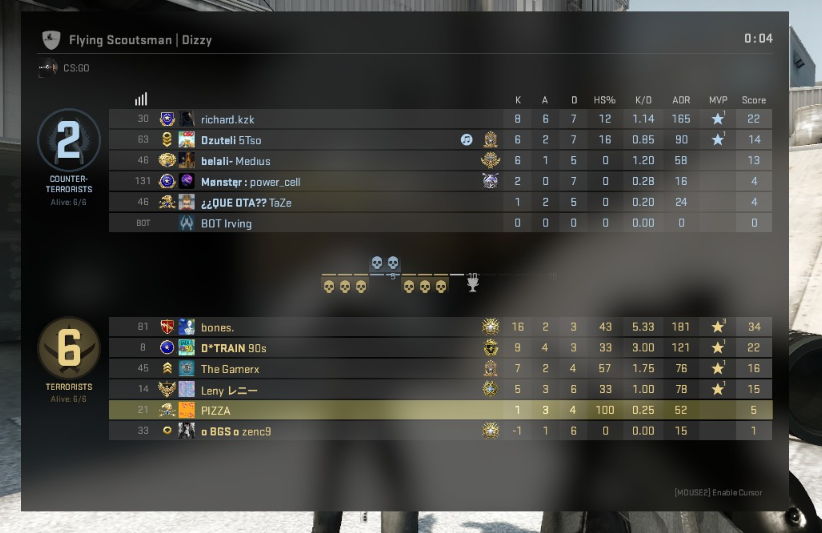 Flying Scoutsman | Dizzy 0:04
CS:GO
K A D HS% K/D ADR MVP Score
30 richard.kzk 8 6 7 12 1.14 165 1 22
63 Dzuteli 5Tso 6 2 7 16 0.85 90 1 14
46 belali- Medıus 6 1 5 0 1.20 58 13
131 Mønstęr : power_cell 2 0 7 0 0.28 16 4
46 ¿¿QUE OTA?? TaZe 1 2 5 0 0.20 24 4
BOT BOT Irving 0 0 0 0 0.00 0 0
2
COUNTER-
TERRORISTS
Alive: 6/6
81 bones. 16 2 3 43 5.33 181 34
8 D*TRAIN 90s 9 4 3 33 3.00 121 1 22
45 The Gamerx 7 2 4 57 1.75 76 1 16
14 Leny レニー 5 3 6 33 1.00 78 1 15
21 PIZZA 1 3 4 100 0.25 52 5
33 o BGS o zenc9 -1 1 6 0 0.00 15 1
6
TERRORISTS
Alive: 6/6
[MOUSE2] Enable Cursor